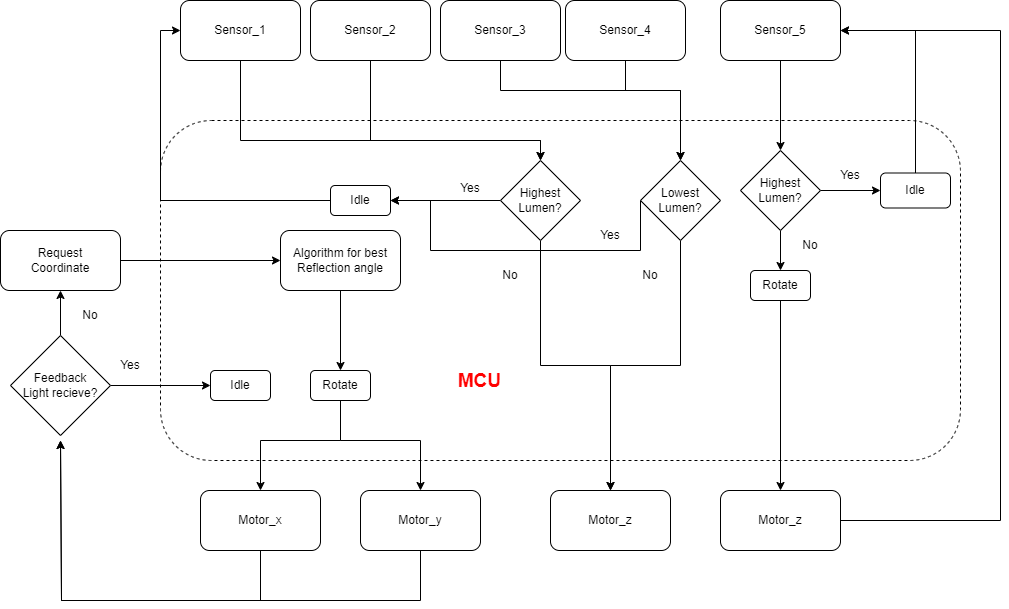 Sensor_1
Sensor_2
Sensor_3
Sensor_4
Sensor_5
Highest
Lumen?
Yes
Idle
Lowest
Lumen?
Yes
Highest
Lumen?
Yes
Idle
No
No
No
Rotate
Request
Coordinate
Algorithm for best
Reflection angle
No
Feedback
Light recieve?
Yes
Idle
Rotate
MCU
Motor_x
Motor_y
Motor_z
Motor_z